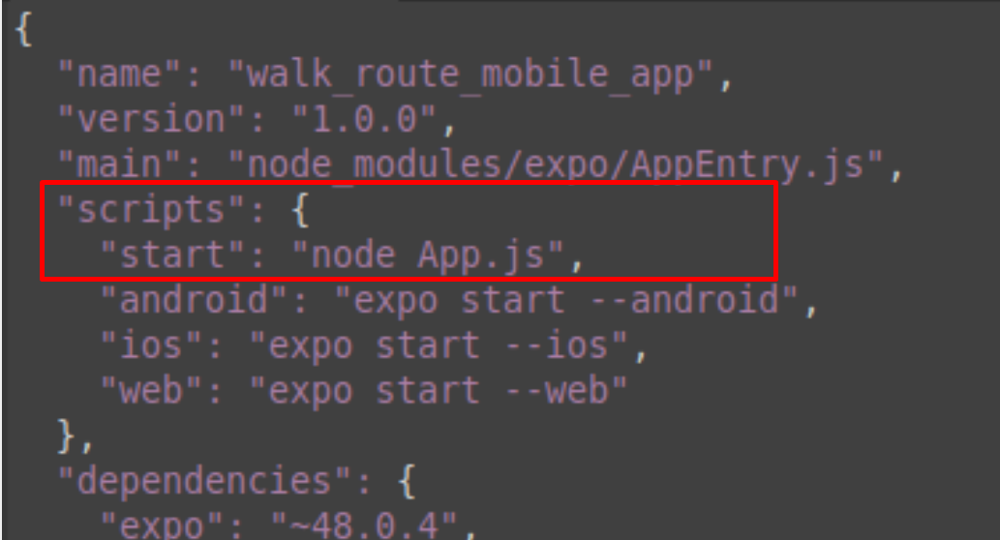 {
"name": "walk_route_mobile_app",
"version": "1.0.0",
"main": "node_modules/expo/AppEntry.js",
"scripts": {
"start": "node App.js",
"android": "expo start --android",
"ios": "expo start --ios",
"web": "expo start --web"
},
"dependencies": {
"expo": "~48.0.4",